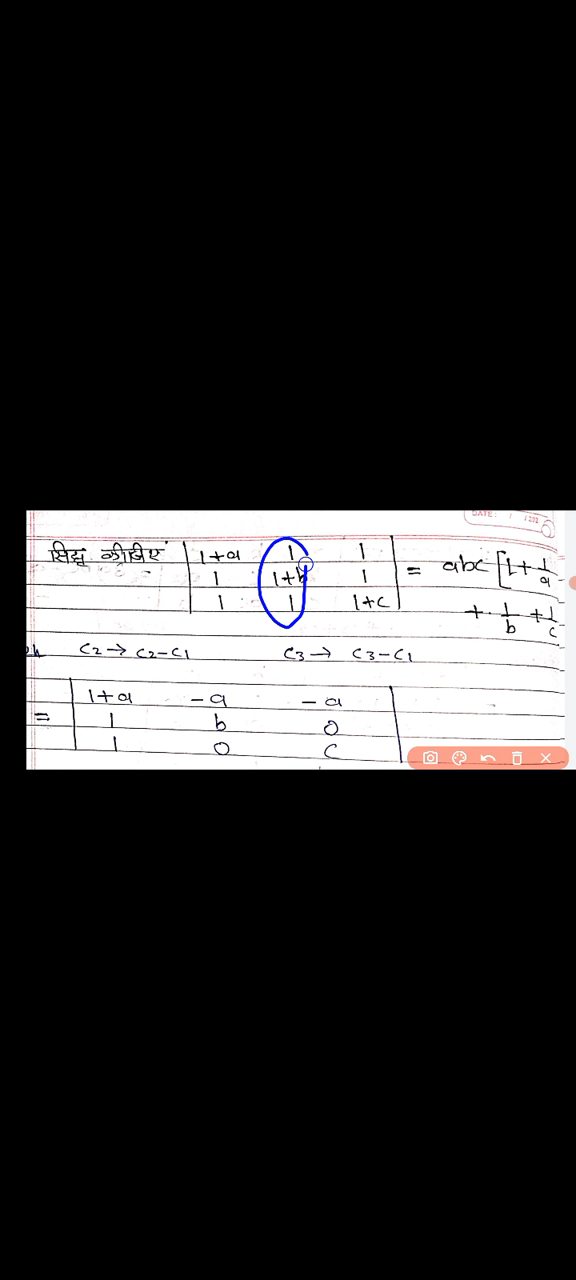 DATE:
सिद्ध कीजिए | 1+a 1 1 | = abc [1+1/a
| 1 1+b 1 |
| 1 1 1+c | + 1/b + 1/c
C2 → C2-C1 C3 → C3-C1
= | 1+a -a -a |
| 1 b 0 |
| 1 0 c |